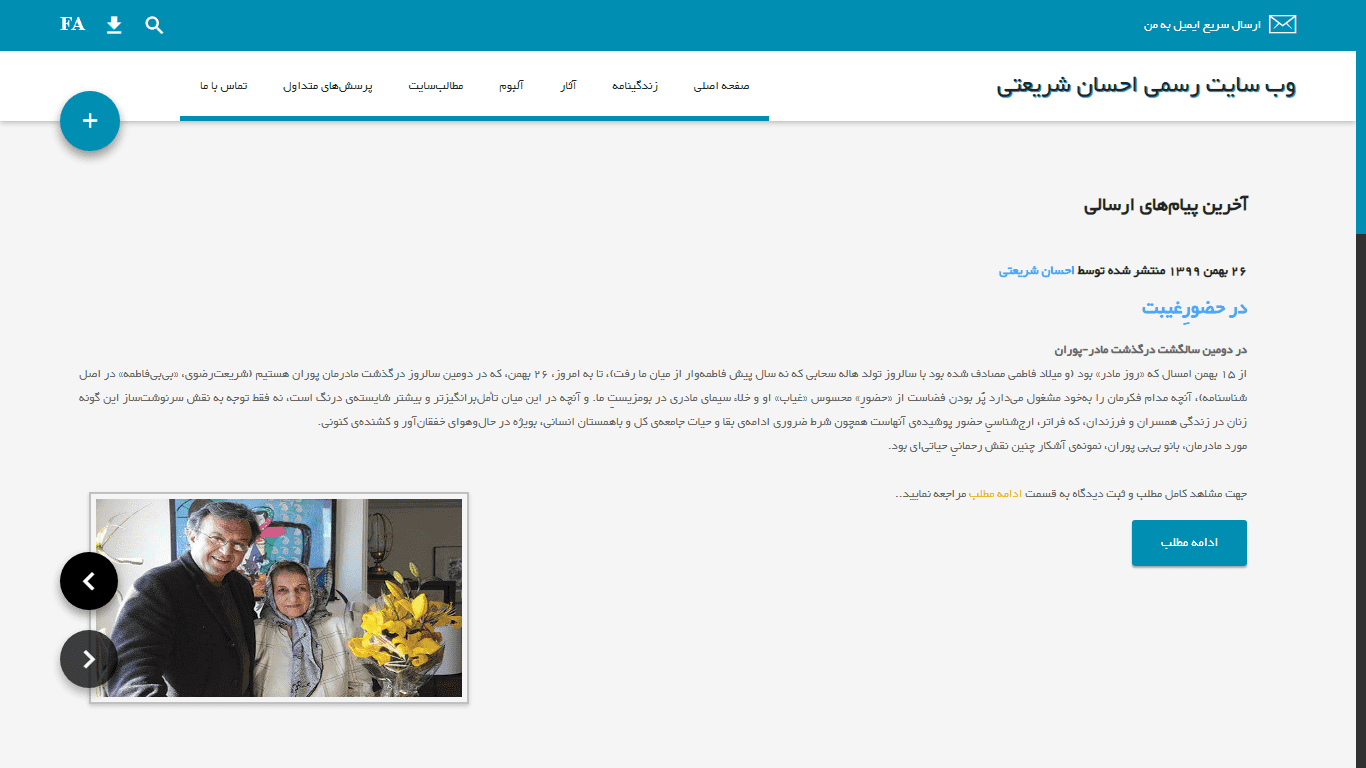 ارسال سریع ایمیل به من
FA
وب سایت رسمی احسان شریعتی
صفحه اصلی
زندگینامه
آثار
آلبوم
مطالب‌سایت
پرسش‌های متداول
تماس با ما
+
آخرین پیام‌های ارسالی
۲۶ بهمن ۱۳۹۹ منتشر شده توسط احسان شریعتی
در حضورِغیبت
در دومین سالگشت درگذشت مادر-پوران
از ۱۵ بهمن امسال که «روز مادر» بود (و میلاد فاطمی مصادف شده بود با سالروز تولد هاله سحابی که نه سال پیش فاطمه‌وار از میان ما رفت)، تا به امروز، ۲۶ بهمن، که در دومین سالروز درگذشت مادرمان پوران هستیم (شریعت‌رضوی، «بی‌بی‌فاطمه» در اصل
شناسنامه)، آنچه مدام فکرمان را به‌خود مشغول می‌دارد پُر بودن فضاست از «حضورِ» محسوس «غیاب» او و خلاء سیمای مادری در بوم‌زیستِ ما. و آنچه در این میان تأمل‌برانگیزتر و بیشتر شایسته‌ی درنگ است، نه فقط توجه به نقش سرنوشت‌ساز این گونه
زنان در زندگی همسران و فرزندان، که فراتر، ارج‌شناسیِ حضور پوشیده‌ی آنهاست همچون شرط ضروری ادامه‌ی بقا و حیات جامعه‌ی کل و باهمستان انسانی، بویژه در حال‌وهوای خفقان‌آور و کشنده‌ی کنونی.
مورد مادرمان، بانو بی‌بی پوران، نمونه‌ی آشکار چنین نقش رحمانیِ حیاتی‌ای بود.
جهت مشاهد کامل مطلب و ثبت دیدگاه به قسمت ادامه مطلب مراجعه نمایید..
ادامه مطلب